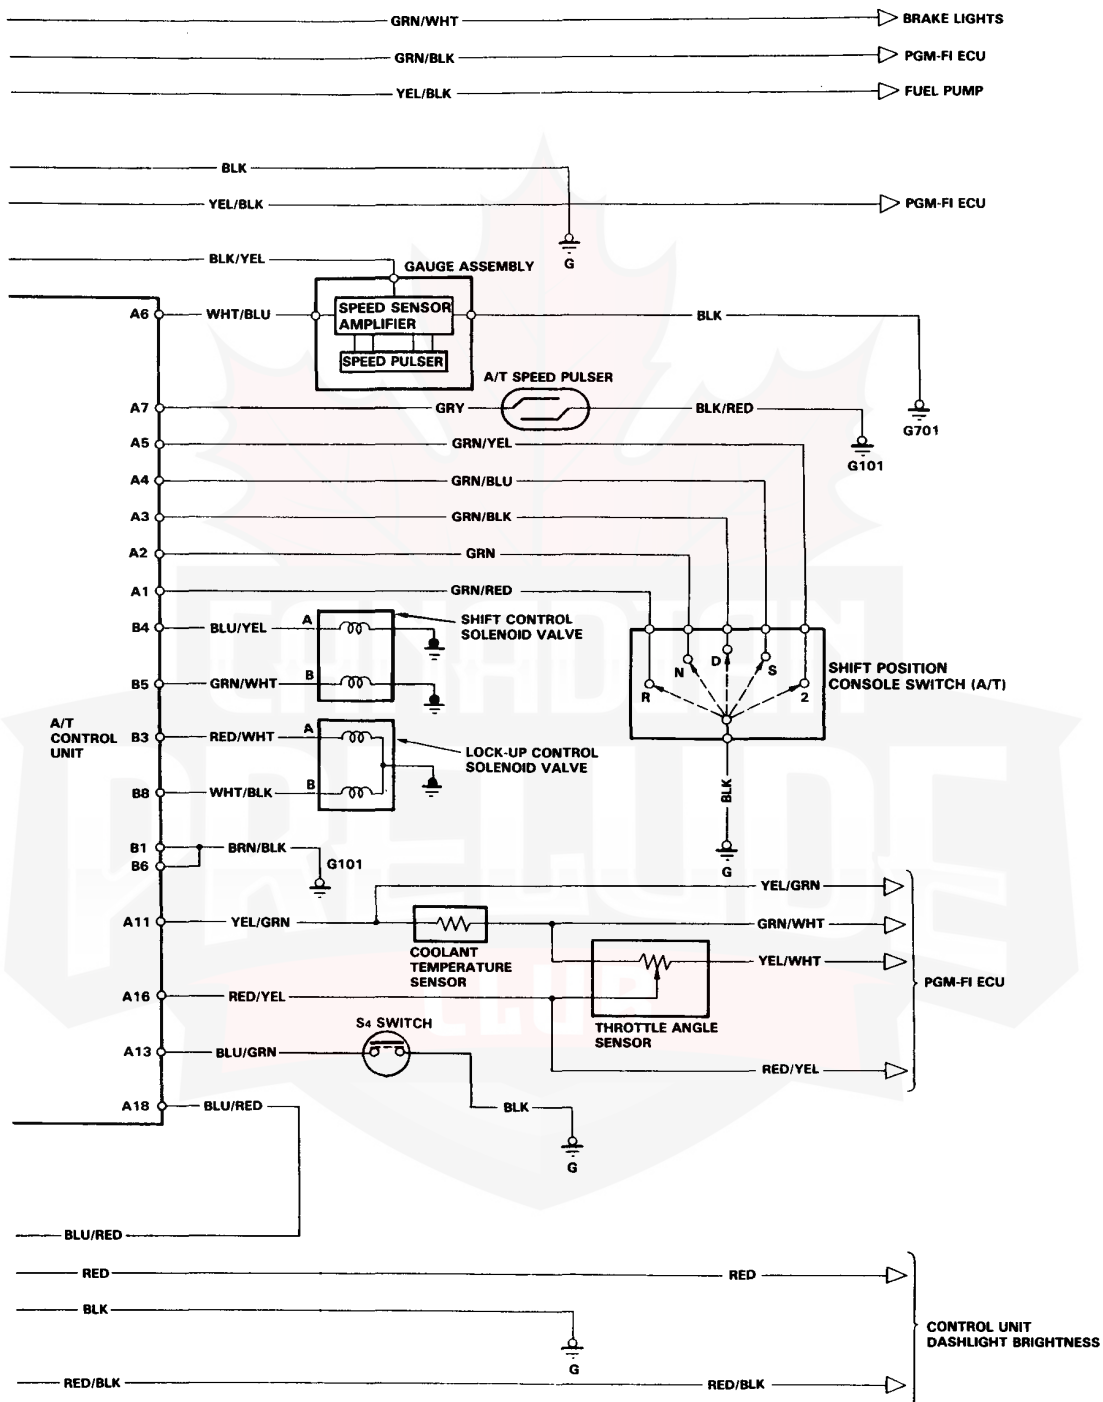 GRN/WHT BRAKE LIGHTS
GRN/BLK PGM-FI ECU
YEL/BLK FUEL PUMP
BLK
YEL/BLK PGM-FI ECU
G
BLK/YEL GAUGE ASSEMBLY
A6 WHT/BLU SPEED SENSOR
AMPLIFIER
BLK
SPEED PULSER
A/T SPEED PULSER
A7 GRY BLK/RED
G701
A5 GRN/YEL
G101
A4 GRN/BLU
A3 GRN/BLK
A2 GRN
A1 GRN/RED
B4 BLU/YEL A SHIFT CONTROL
SOLENOID VALVE
B5 GRN/WHT B
R N D S 2
SHIFT POSITION
CONSOLE SWITCH (A/T)
A/T
CONTROL
UNIT
B3 RED/WHT A LOCK-UP CONTROL
SOLENOID VALVE
B8 WHT/BLK B
BLK
B1 BRN/BLK
B6
G101
G
YEL/GRN
A11 YEL/GRN GRN/WHT
COOLANT
TEMPERATURE
SENSOR
YEL/WHT
PGM-FI ECU
A16 RED/YEL
THROTTLE ANGLE
SENSOR
S4 SWITCH
A13 BLU/GRN
RED/YEL
A18 BLU/RED BLK
G
BLU/RED
RED RED
BLK
CONTROL UNIT
DASHLIGHT BRIGHTNESS
G
RED/BLK RED/BLK
CANADIAN
PRELUDE
CLUB